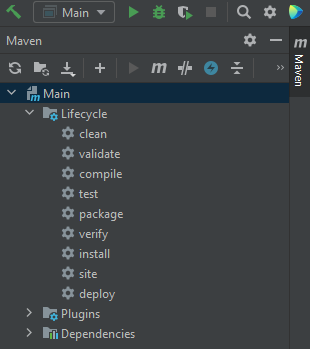 Main
Maven
m
Maven
Main
Lifecycle
clean
validate
compile
test
package
verify
install
site
deploy
Plugins
Dependencies